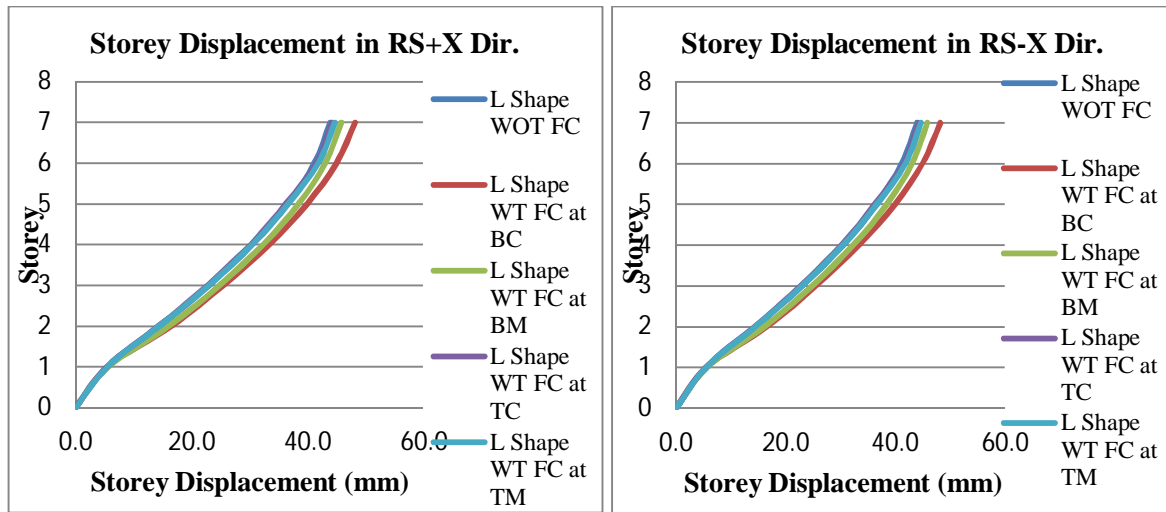 Storey Displacement in RS+X Dir.
Storey
8
7
6
5
4
3
2
1
0
0.0 20.0 40.0 60.0
Storey Displacement (mm)
L Shape
WOT FC
L Shape
WT FC at
BC
L Shape
WT FC at
BM
L Shape
WT FC at
TC
L Shape
WT FC at
TM
Storey Displacement in RS-X Dir.
Storey
8
7
6
5
4
3
2
1
0
0.0 20.0 40.0 60.0
Storey Displacement (mm)
L Shape
WOT FC
L Shape
WT FC at
BC
L Shape
WT FC at
BM
L Shape
WT FC at
TC
L Shape
WT FC at
TM